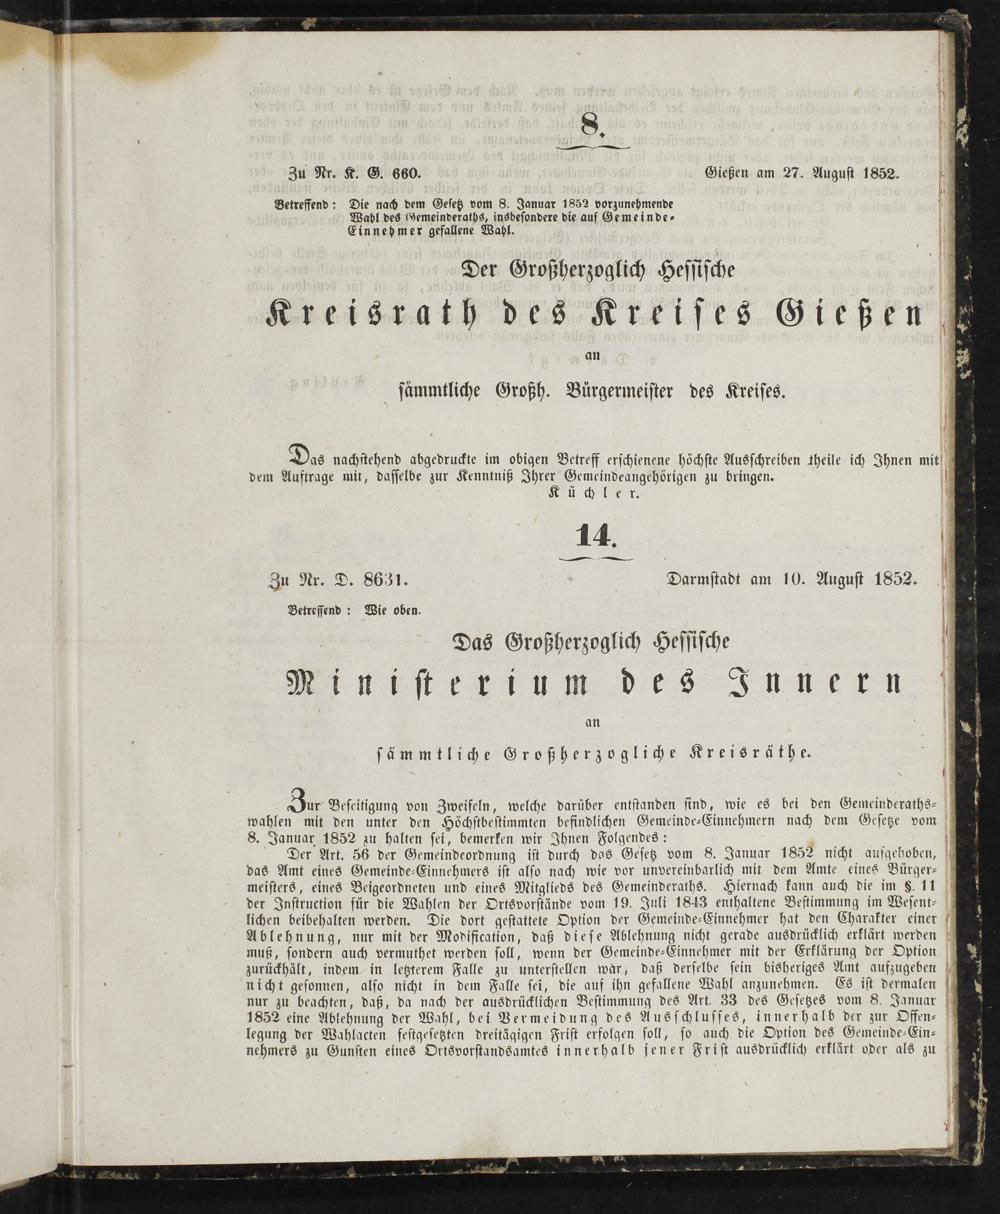 8.
Zu Nr. K. G. 660. Gießen am 27. August 1852.
Betreffend: Die nach dem Gesetz vom 8. Januar 1852 vorzunehmende
Wahl des Gemeinderaths, insbesondere die auf Gemeinde-
Einnehmer gefallene Wahl.
Der Großherzoglich Hessische
Kreisrath des Kreises Gießen
an
sämmtliche Großh. Bürgermeister des Kreises.
Das nachstehend abgedruckte im obigen Betreff erschienene höchste Ausschreiben theile ich Ihnen mit
dem Auftrage mit, dasselbe zur Kenntniß Ihrer Gemeindeangehörigen zu bringen.
Küchler.
14.
Zu Nr. D. 8631. Darmstadt am 10. August 1852.
Betreffend: Wie oben.
Das Großherzoglich Hessische
Ministerium des Innern
an
sämmtliche Großherzogliche Kreisräthe.
Zur Beseitigung von Zweifeln, welche darüber entstanden sind, wie es bei den Gemeinderaths-
wahlen mit den unter den Höchstbestimmten befindlichen Gemeinde-Einnehmern nach dem Gesetze vom
8. Januar 1852 zu halten sei, bemerken wir Ihnen Folgendes:
Der Art. 56 der Gemeindeordnung ist durch das Gesetz vom 8. Januar 1852 nicht aufgehoben,
das Amt eines Gemeinde-Einnehmers ist also nach wie vor unvereinbarlich mit dem Amte eines Bürger-
meisters, eines Beigeordneten und eines Mitglieds des Gemeinderaths. Hiernach kann auch die im §. 11
der Instruction für die Wahlen der Ortsvorstände vom 19. Juli 1843 enthaltene Bestimmung im Wesent-
lichen beibehalten werden. Die dort gestattete Option der Gemeinde-Einnehmer hat den Charakter einer
Ablehnung, nur mit der Modification, daß diese Ablehnung nicht gerade ausdrücklich erklärt werden
muß, sondern auch vermuthet werden soll, wenn der Gemeinde-Einnehmer mit der Erklärung der Option
zurückhält, indem in letzterem Falle zu unterstellen wär, daß derselbe sein bisheriges Amt aufzugeben
nicht gesonnen, also nicht in dem Falle sei, die auf ihn gefallene Wahl anzunehmen. Es ist dermalen
nur zu beachten, daß, da nach der ausdrücklichen Bestimmung des Art. 33 des Gesetzes vom 8. Januar
1852 eine Ablehnung der Wahl, bei Vermeidung des Ausschlusses, innerhalb der zur Offen-
legung der Wahlacten festgesetzten dreitägigen Frist erfolgen soll, so auch die Option des Gemeinde-Ein-
nehmers zu Gunsten eines Ortsvorstandsamtes innerhalb jener Frist ausdrücklich erklärt oder als zu